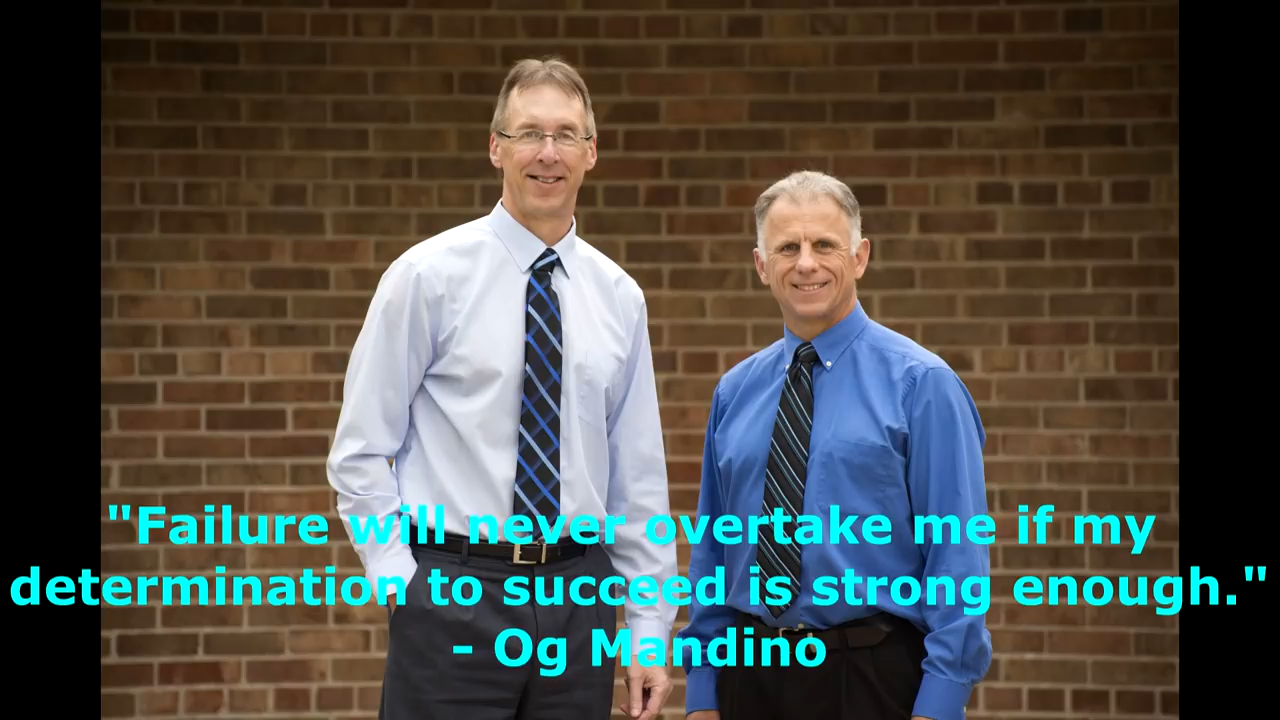 "Failure will never overtake me if my
determination to succeed is strong enough."
- Og Mandino